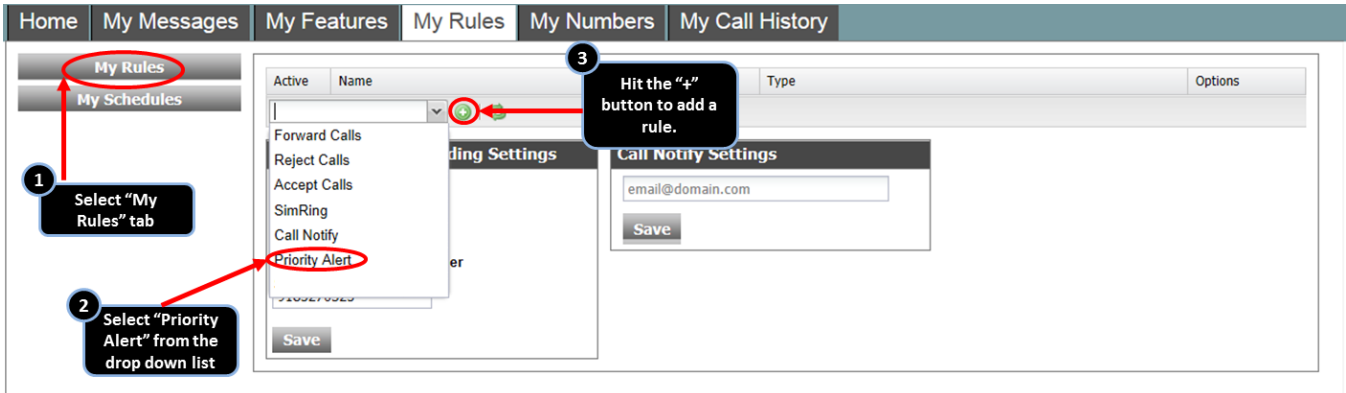 Home My Messages My Features My Rules My Numbers My Call History
My Rules
My Schedules
Active Name Type Options
Forward Calls
Reject Calls
Accept Calls
SimRing
Call Notify
Priority Alert
ding Settings
er
Save
Call Notify Settings
email@domain.com
Save
1
Select “My
Rules” tab
2
Select “Priority
Alert” from the
drop down list
3
Hit the “+”
button to add a
rule.